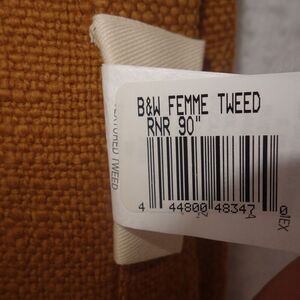 B&W FEMME TWEED
RNR 90"
4 44800 48347 0
TEXTURED TWEED